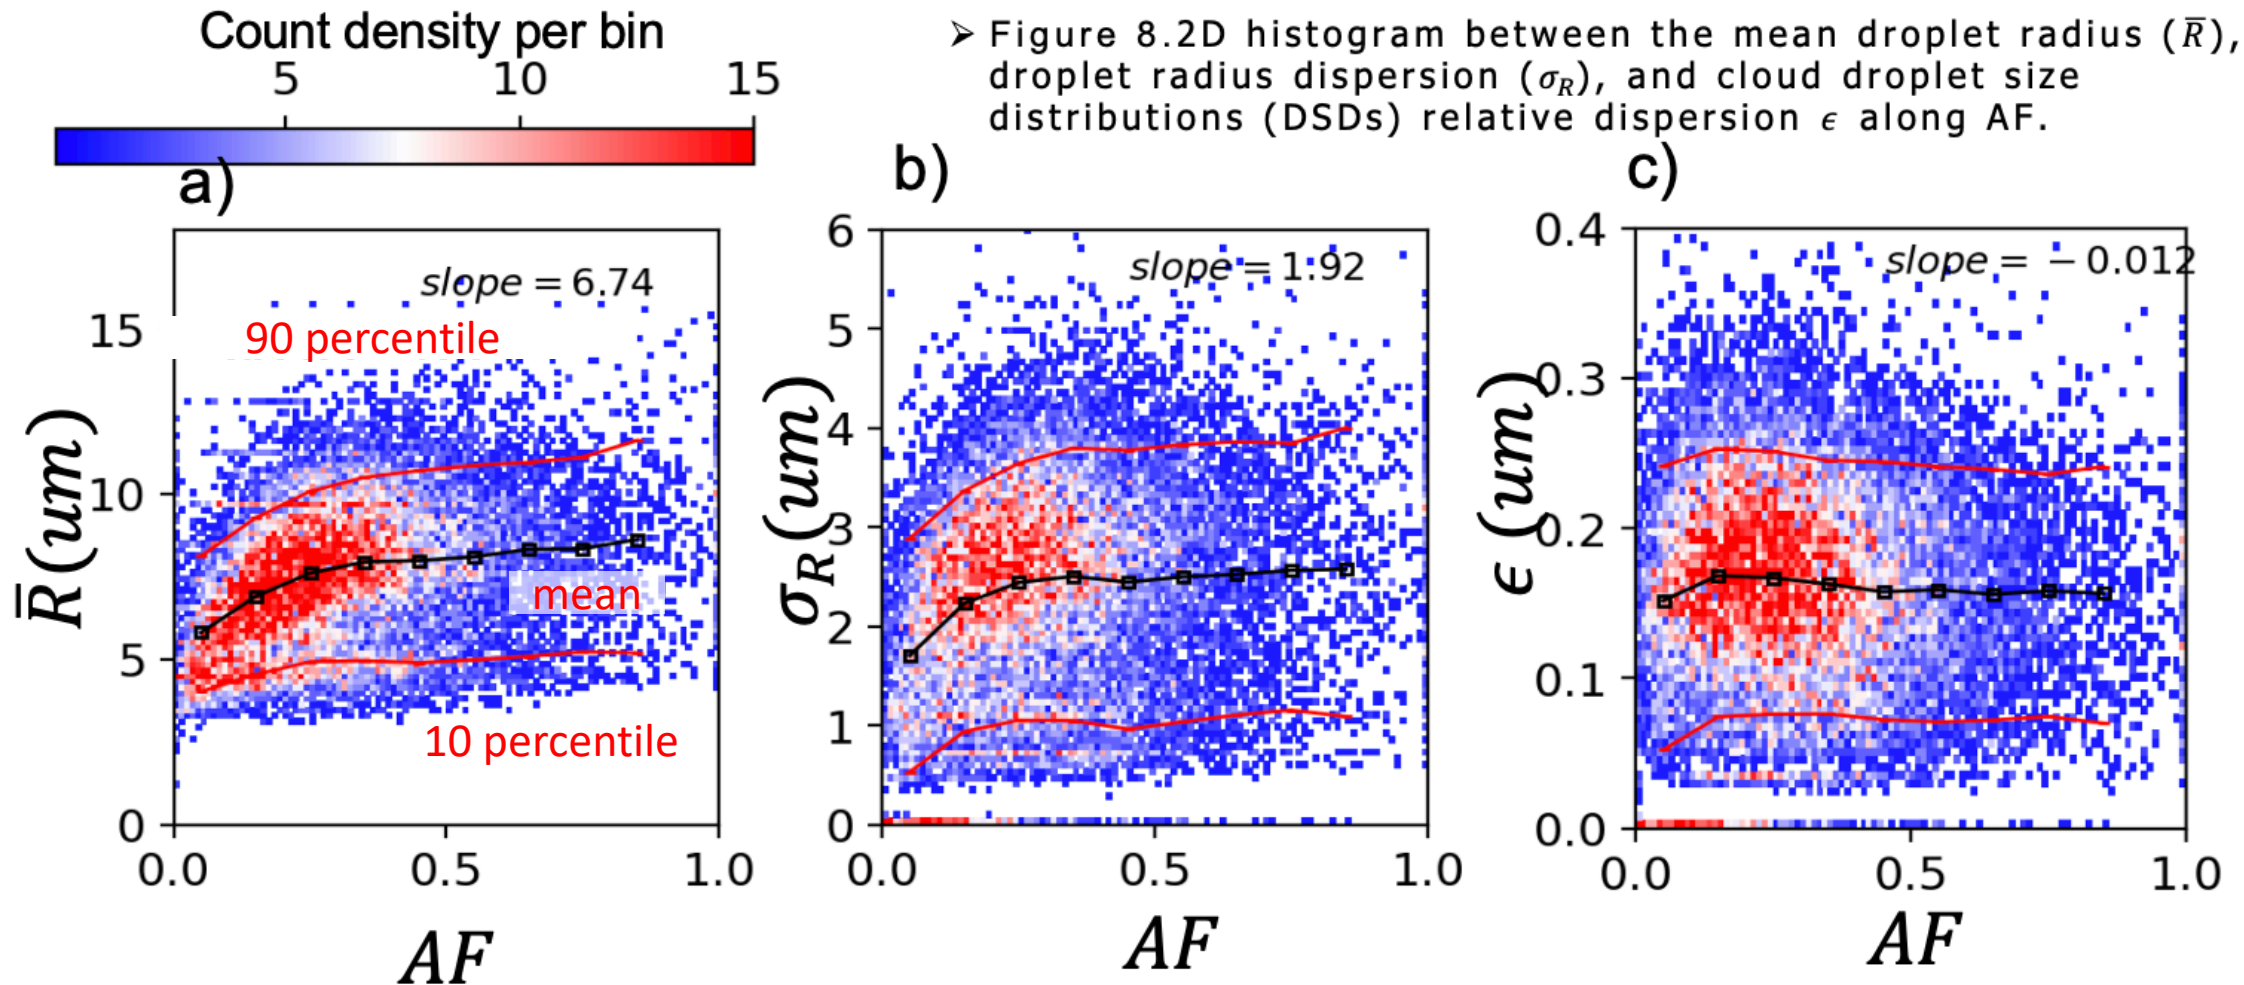 Count density per bin
5 10 15
➢ Figure 8.2D histogram between the mean droplet radius (R̅),
droplet radius dispersion (σR), and cloud droplet size
distributions (DSDs) relative dispersion ϵ along AF.
a)
slope = 6.74
90 percentile
mean
10 percentile
R̅(um)
15
10
5
0
0.0 0.5 1.0
AF
b)
slope = 1.92
σR(um)
6
5
4
3
2
1
0
0.0 0.5 1.0
AF
c)
slope = −0.012
ϵ (um)
0.4
0.3
0.2
0.1
0.0
0.0 0.5 1.0
AF